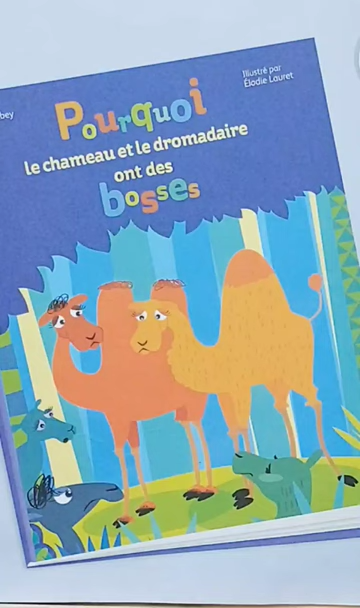 Illustré par
Élodie Lauret
Pourquoi
le chameau et le dromadaire
ont des
bosses